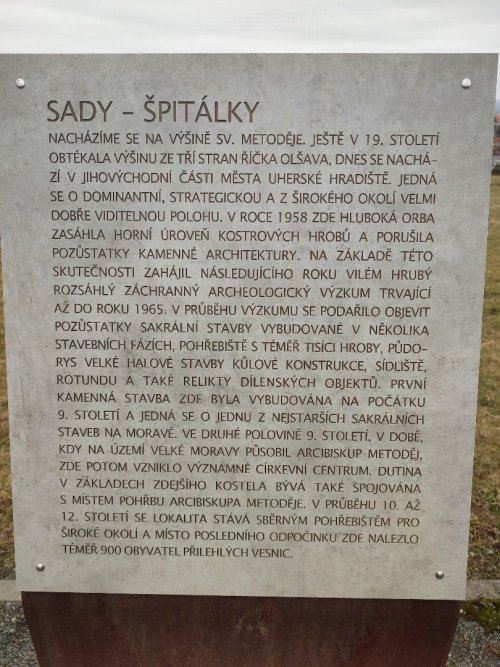 SADY – ŠPITÁLKY
NACHÁZÍME SE NA VÝŠINĚ SV. METODĚJE. JEŠTĚ V 19. STOLETÍ
OBTÉKALA VÝŠINU ZE TŘÍ STRAN ŘÍČKA OLŠAVA, DNES SE NACHÁ-
ZÍ V JIHOVÝCHODNÍ ČÁSTI MĚSTA UHERSKÉ HRADIŠTĚ. JEDNÁ
SE O DOMINANTNÍ, STRATEGICKOU A Z ŠIROKÉHO OKOLÍ VELMI
DOBŘE VIDITELNOU POLOHU. V ROCE 1958 ZDE HLUBOKÁ ORBA
ZASÁHLA HORNÍ ÚROVEŇ KOSTROVÝCH HROBŮ A PORUŠILA
POZŮSTATKY KAMENNÉ ARCHITEKTURY. NA ZÁKLADĚ TÉTO
SKUTEČNOSTI ZAHÁJIL NÁSLEDUJÍCÍHO ROKU VILÉM HRUBÝ
ROZSÁHLÝ ZÁCHRANNÝ ARCHEOLOGICKÝ VÝZKUM TRVAJÍCÍ
AŽ DO ROKU 1965. V PRŮBĚHU VÝZKUMU SE PODAŘILO OBJEVIT
POZŮSTATKY SAKRÁLNÍ STAVBY VYBUDOVANÉ V NĚKOLIKA
STAVEBNÍCH FÁZÍCH, POHŘEBIŠTĚ S TÉMĚŘ TISÍCI HROBY, PŮDO-
RYS VELKÉ HALOVÉ STAVBY KŮLOVÉ KONSTRUKCE, SÍDLIŠTĚ,
ROTUNDU A TAKÉ RELIKTY DÍLENSKÝCH OBJEKTŮ. PRVNÍ
KAMENNÁ STAVBA ZDE BYLA VYBUDOVÁNA NA POČÁTKU
9. STOLETÍ A JEDNÁ SE O JEDNU Z NEJSTARŠÍCH SAKRÁLNÍCH
STAVEB NA MORAVĚ. VE DRUHÉ POLOVINĚ 9. STOLETÍ, V DOBĚ,
KDY NA ÚZEMÍ VELKÉ MORAVY PŮSOBIL ARCIBISKUP METODĚJ,
ZDE POTOM VZNIKLO VÝZNAMNÉ CÍRKEVNÍ CENTRUM. DUTINA
V ZÁKLADECH ZDEJŠÍHO KOSTELA BÝVÁ TAKÉ SPOJOVÁNA
S MÍSTEM POHŘBU ARCIBISKUPA METODĚJE. V PRŮBĚHU 10. AŽ
12. STOLETÍ SE LOKALITA STÁVÁ SBĚRNÝM POHŘEBIŠTĚM PRO
ŠIROKÉ OKOLÍ A MÍSTO POSLEDNÍHO ODPOČINKU ZDE NALEZLO
TÉMĚŘ 900 OBYVATEL PŘILEHLÝCH VESNIC.